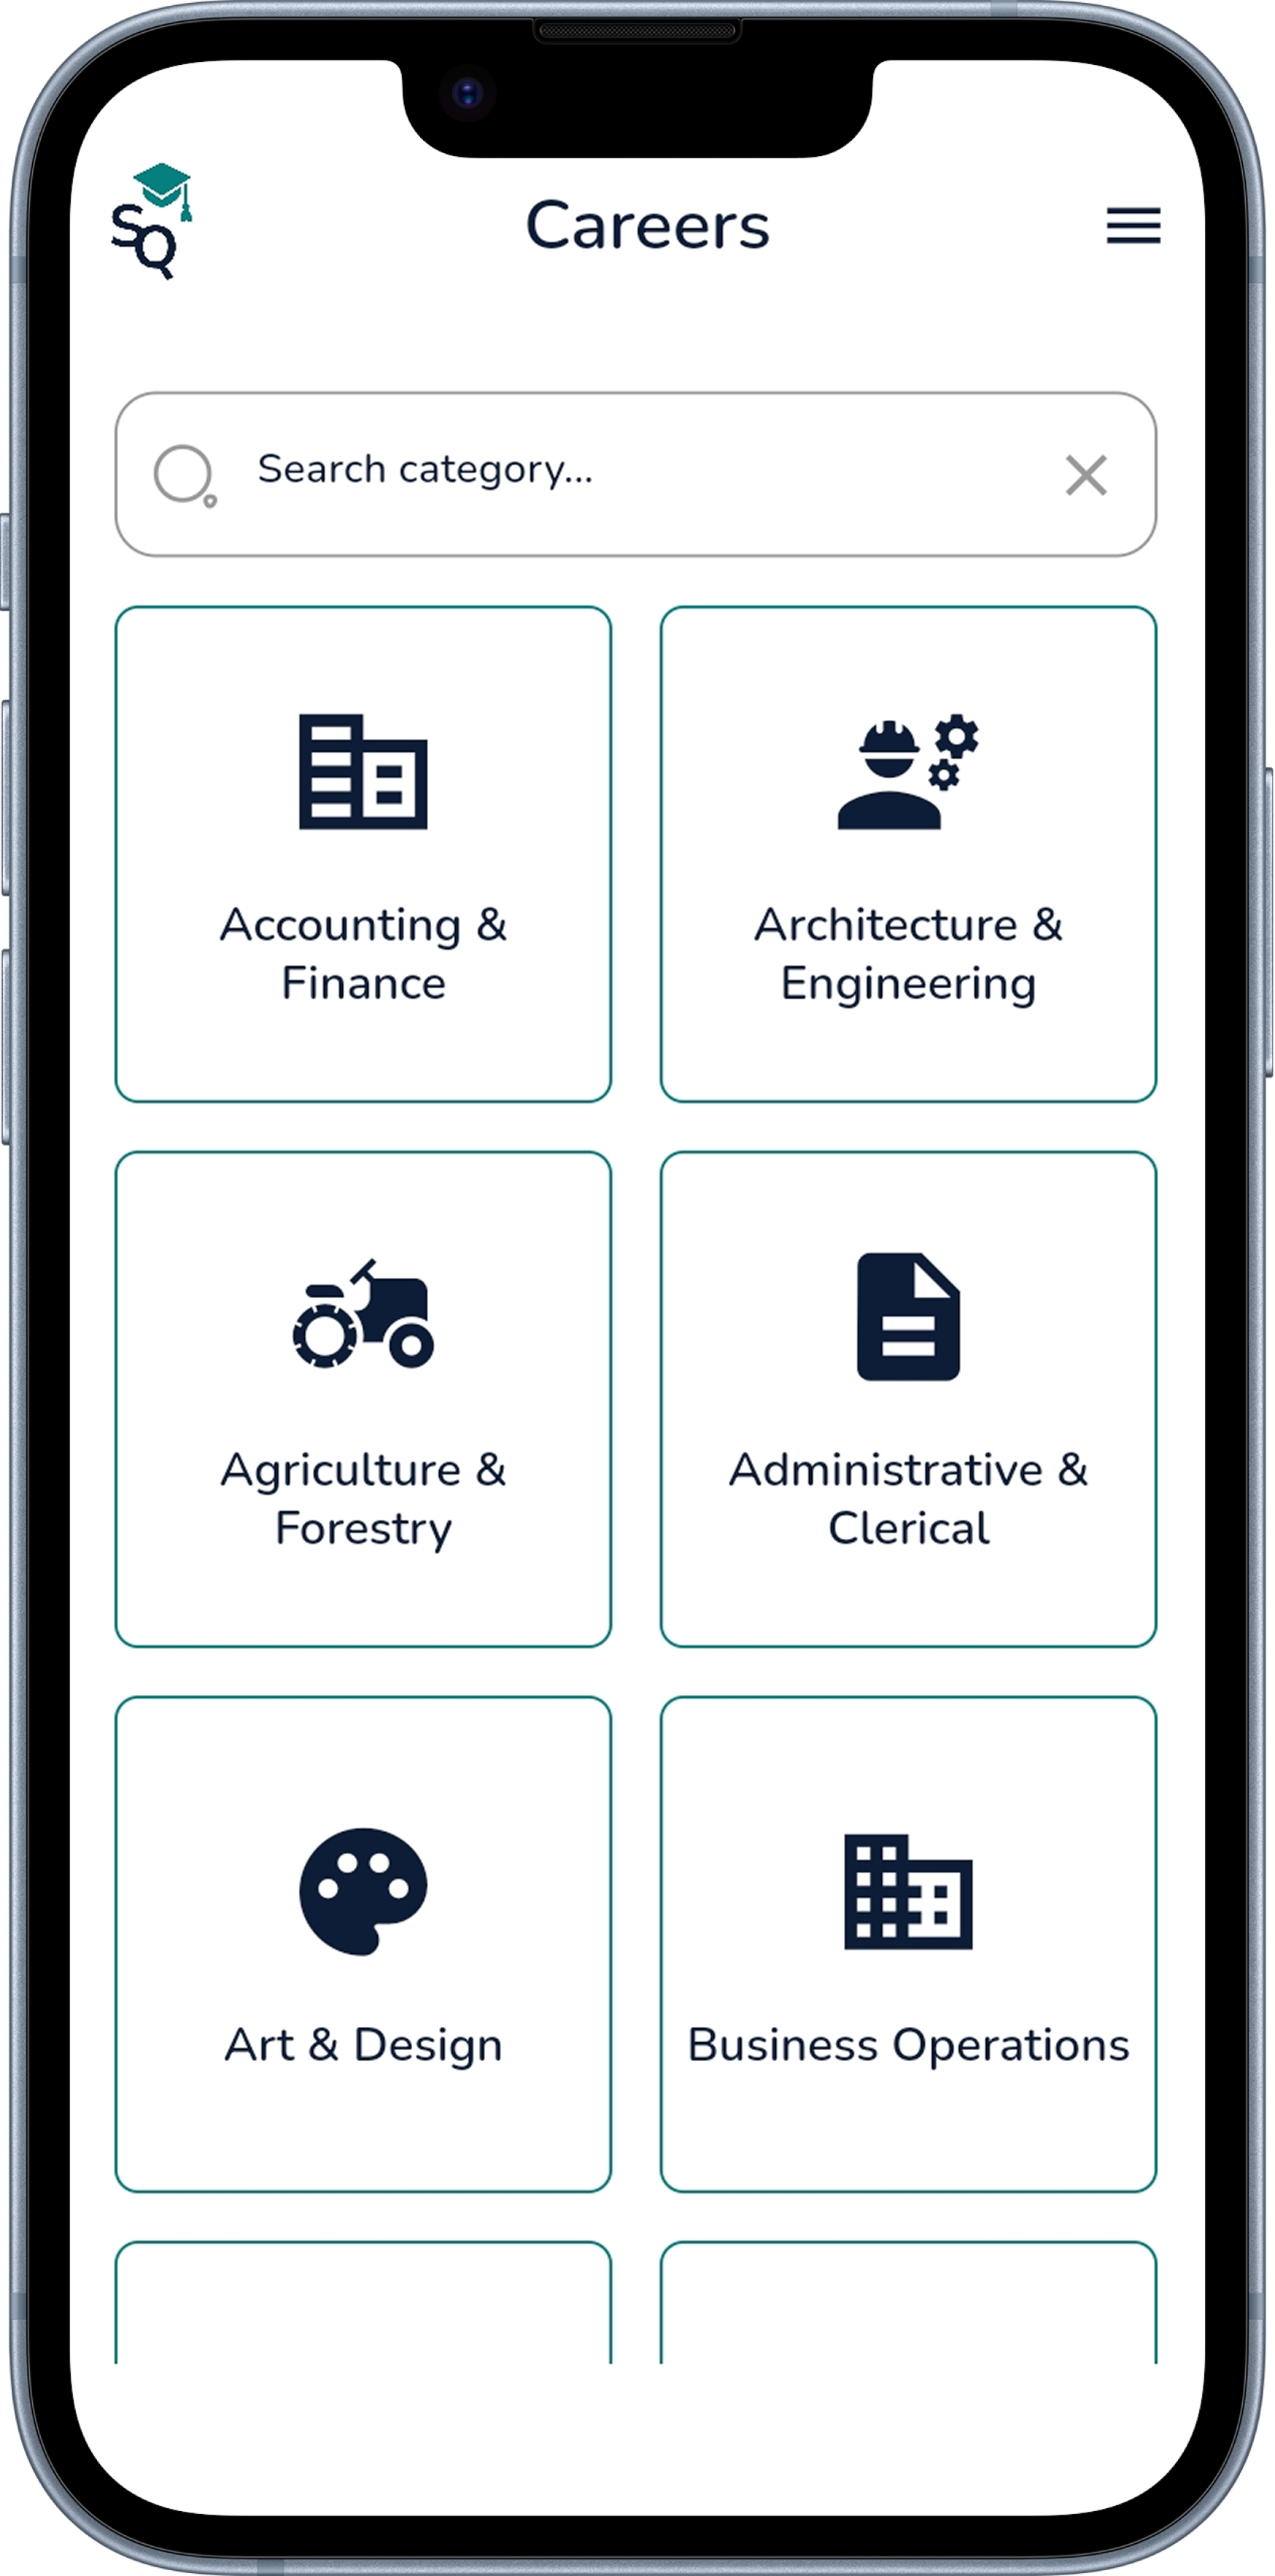 SQ
Careers
Search category...
Accounting &
Finance
Architecture &
Engineering
Agriculture &
Forestry
Administrative &
Clerical
Art & Design
Business Operations